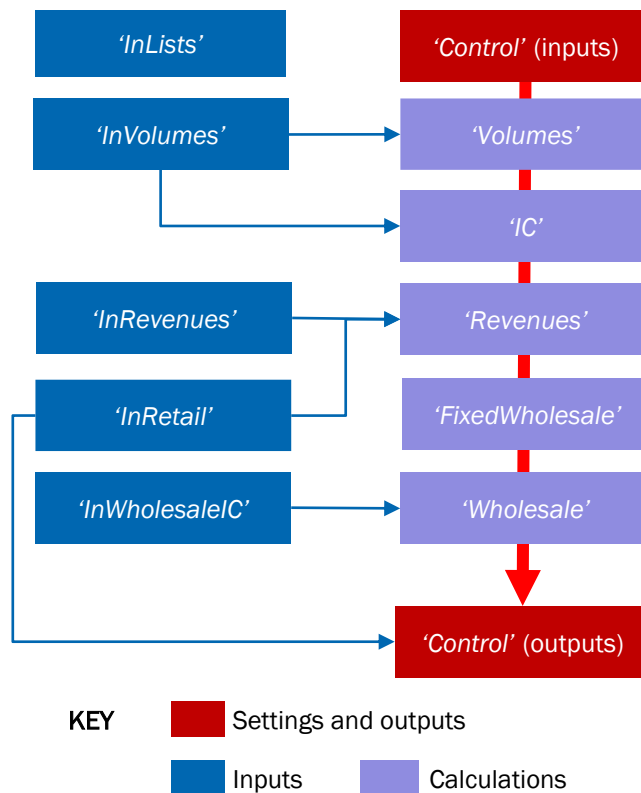 ‘InLists’
‘Control’ (inputs)
‘InVolumes’
‘Volumes’
‘IC’
‘InRevenues’
‘Revenues’
‘InRetail’
‘FixedWholesale’
‘InWholesaleIC’
‘Wholesale’
‘Control’ (outputs)
KEY
Settings and outputs
Inputs
Calculations